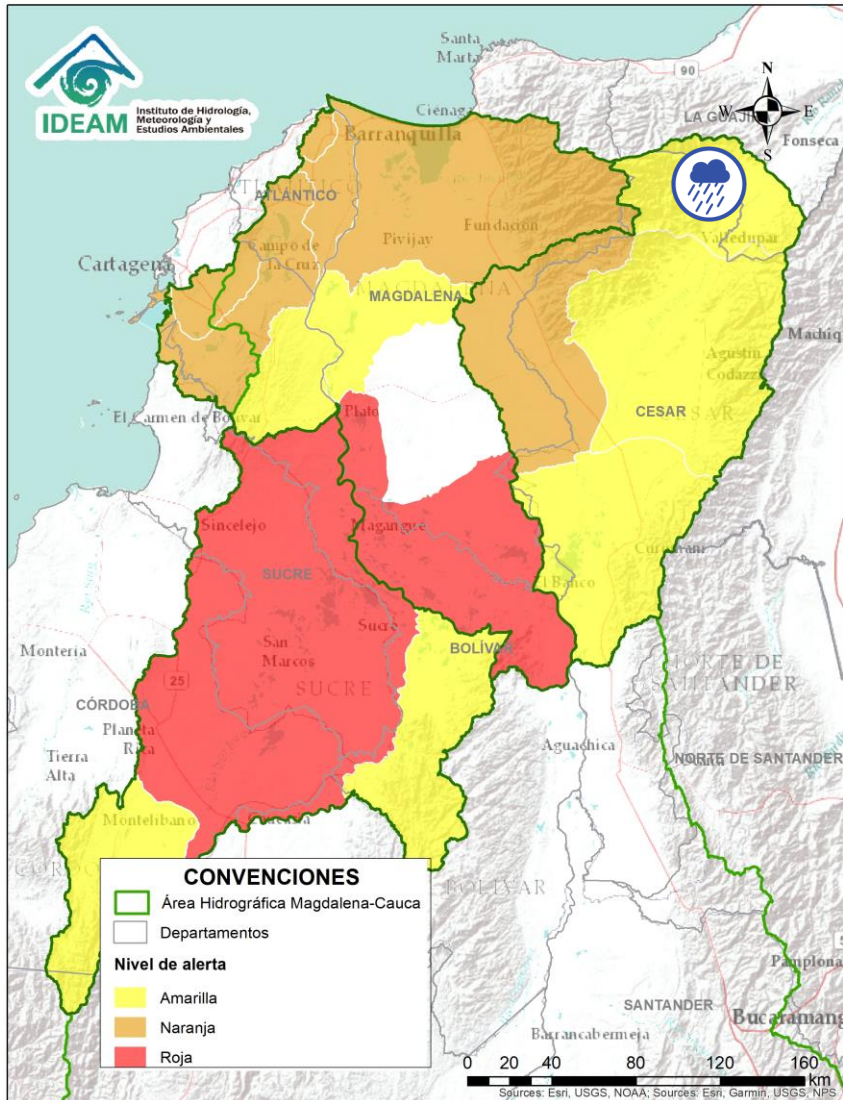 IDEAM
Instituto de Hidrología,
Meteorología y
Estudios Ambientales
Santa
Marta
90
N
W
E
S
LA GUAJIRA
Ciénaga
Fonseca
Barranquilla
ATLÁNTICO
Fundación
Pivijay
Valledupar
Campo de
la Cruz
Cartagena
MAGDALENA
Agustín
Codazzi
CESAR
Plato
El Carmen de Bolívar
Sincelejo
Magangué
SUCRE
El Banco
Sucre
San
Marcos
BOLÍVAR
SUCRE
Montería
25
CÓRDOBA
NORTE DE
SANTANDER
Planeta
Rica
Tierra
Alta
Aguachica
NORTE DE SANTANDER
Montelíbano
BOLÍVAR
CONVENCIONES
Área Hidrográfica Magdalena-Cauca
Departamentos
Nivel de alerta
Amarilla
Naranja
Roja
Pamplona
SANTANDER
Bucaramang
Barrancabermeja
0 20 40 80 120 160
Km
Sources: Esri, USGS, NOAA; Sources: Esri, Garmin, USGS, NPS